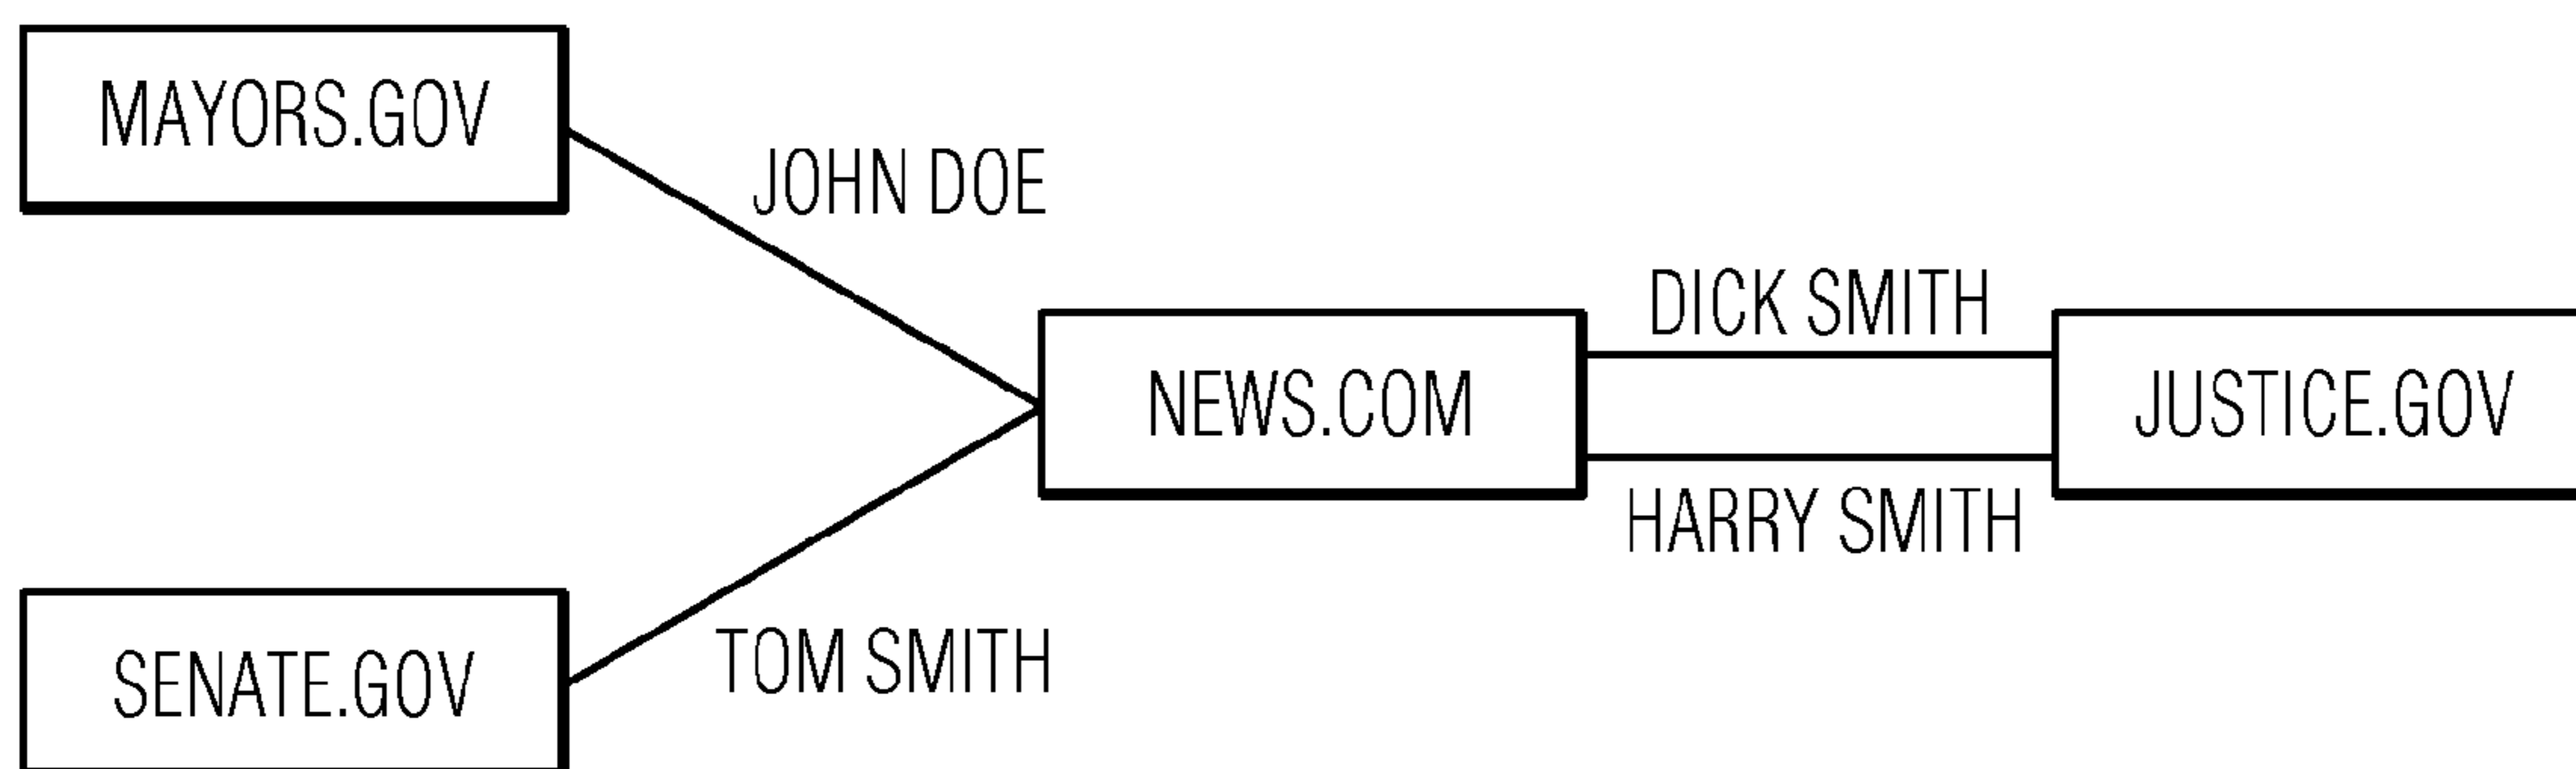 MAYORS.GOV
JOHN DOE
DICK SMITH
NEWS.COM
JUSTICE.GOV
HARRY SMITH
TOM SMITH
SENATE.GOV